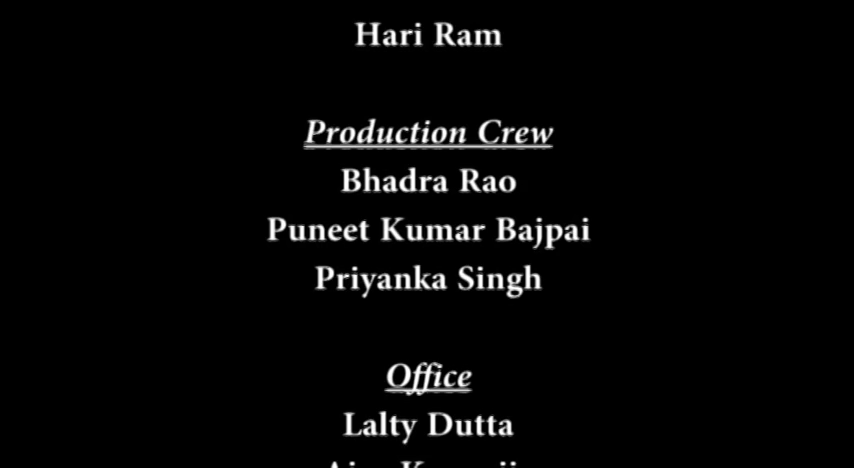 Hari Ram
Production Crew
Bhadra Rao
Puneet Kumar Bajpai
Priyanka Singh
Office
Lalty Dutta